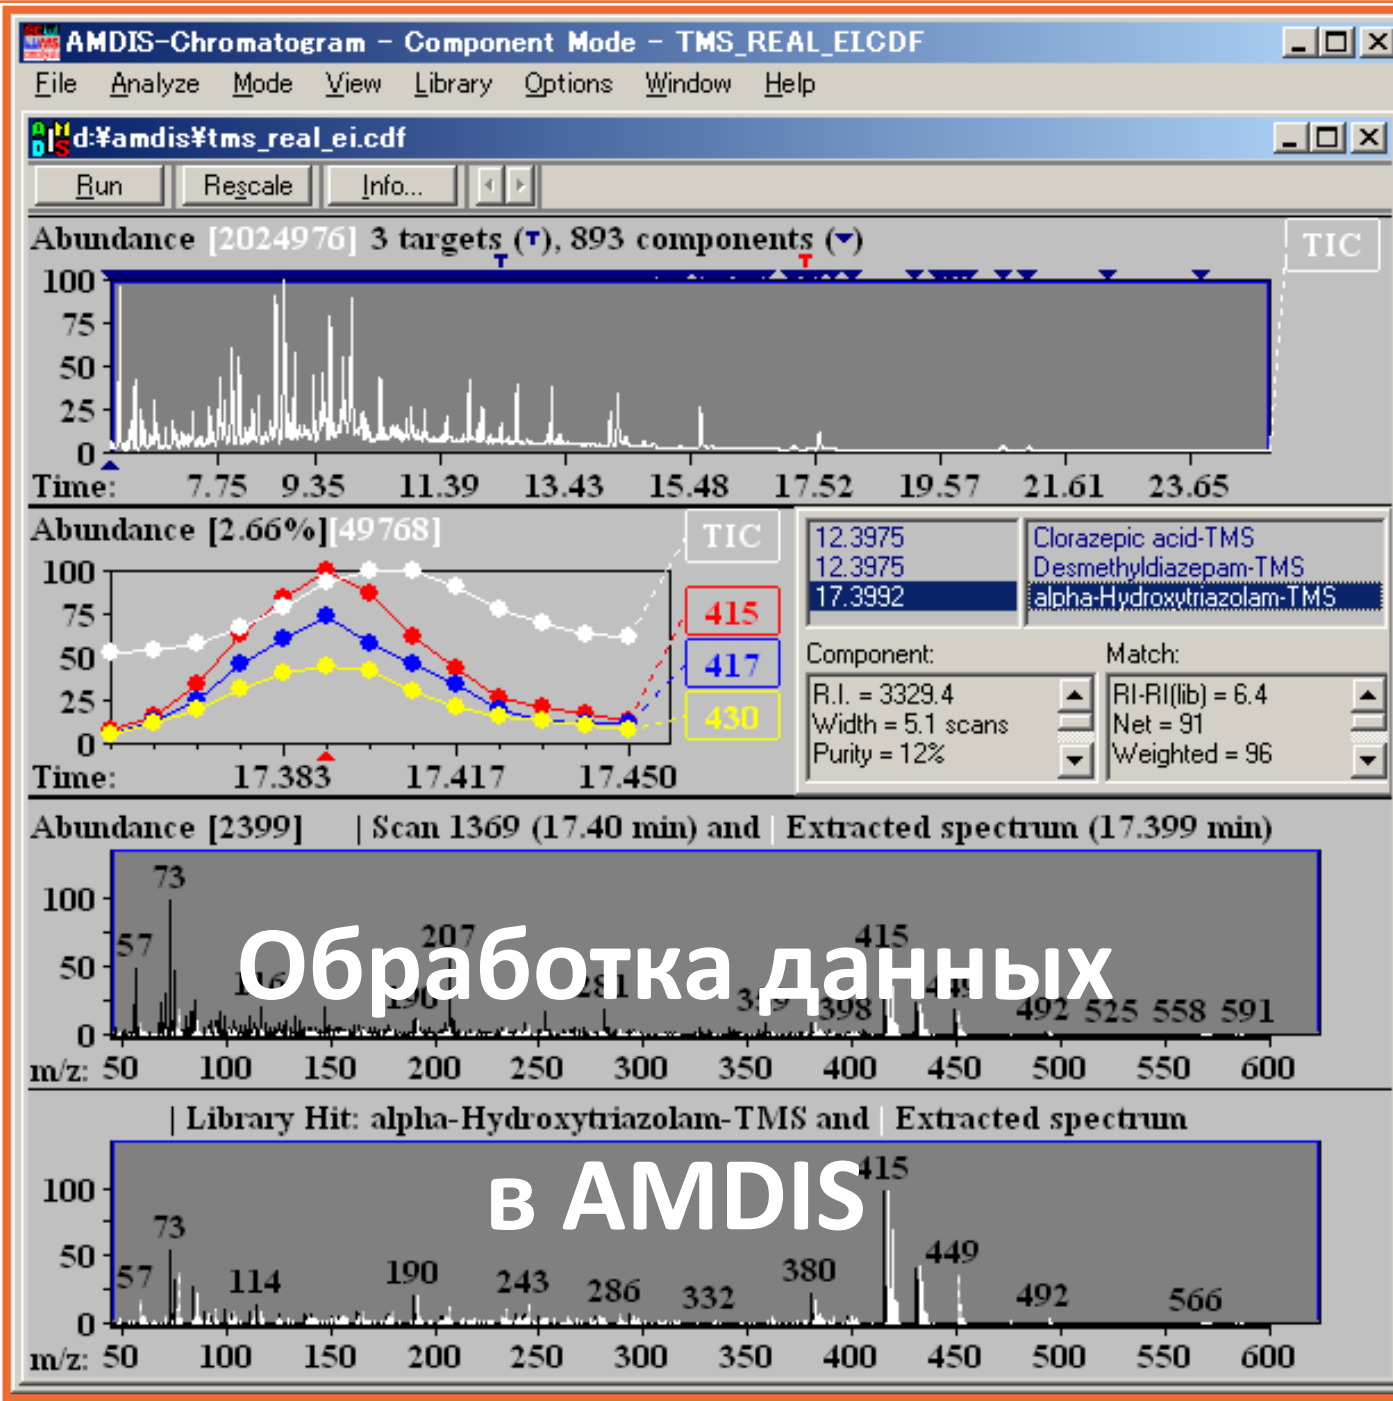 AMDIS-Chromatogram - Component Mode - TMS_REAL_EI.CDF
File Analyze Mode View Library Options Window Help
d:¥amdis¥tms_real_ei.cdf
Run Rescale Info...
Abundance [2024976] 3 targets (T), 893 components (▼)
TIC
100
75
50
25
0
Time: 7.75 9.35 11.39 13.43 15.48 17.52 19.57 21.61 23.65
Abundance [2.66%][49768]
TIC
415
417
430
100
75
50
25
0
Time: 17.383 17.417 17.450
12.3975 Clorazepic acid-TMS
12.3975 Desmethyldiazepam-TMS
17.3992 alpha-Hydroxytriazolam-TMS
Component: Match:
R.I. = 3329.4 RI-RI(lib) = 6.4
Width = 5.1 scans Net = 91
Purity = 12% Weighted = 96
Abundance [2399] | Scan 1369 (17.40 min) and | Extracted spectrum (17.399 min)
100
50
0
73
57 207 415
190 281 398 449 492 525 558 591
Обработка данных
m/z: 50 100 150 200 250 300 350 400 450 500 550 600
| Library Hit: alpha-Hydroxytriazolam-TMS and | Extracted spectrum
в AMDIS
100
50
0
415
73
57 114 190 243 286 332 380 449 492 566
m/z: 50 100 150 200 250 300 350 400 450 500 550 600